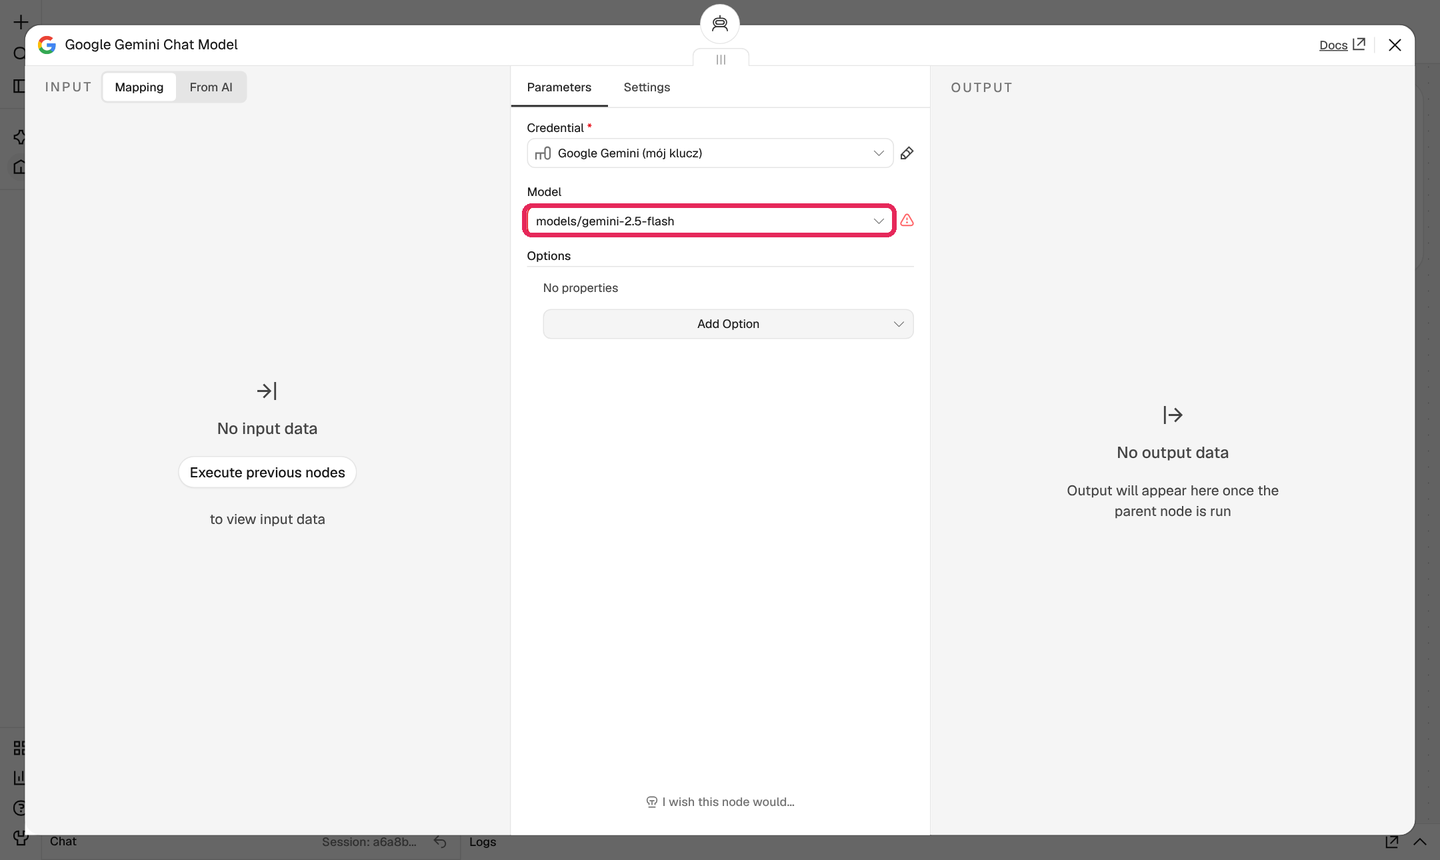 Google Gemini Chat Model
Docs
INPUT
Mapping
From AI
Parameters
Settings
OUTPUT
Credential *
Google Gemini (mój klucz)
Model
models/gemini-2.5-flash
Options
No properties
Add Option
No input data
Execute previous nodes
to view input data
No output data
Output will appear here once the
parent node is run
I wish this node would...
Chat
Session: a6a8b...
Logs